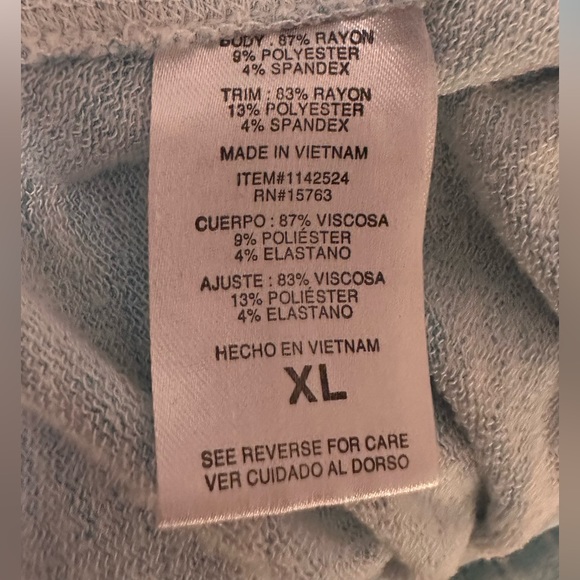 BODY : 87% RAYON
9% POLYESTER
4% SPANDEX
TRIM : 83% RAYON
13% POLYESTER
4% SPANDEX
MADE IN VIETNAM
ITEM#1142524
RN#15763
CUERPO : 87% VISCOSA
9% POLIÉSTER
4% ELASTANO
AJUSTE : 83% VISCOSA
13% POLIÉSTER
4% ELASTANO
HECHO EN VIETNAM
XL
SEE REVERSE FOR CARE
VER CUIDADO AL DORSO